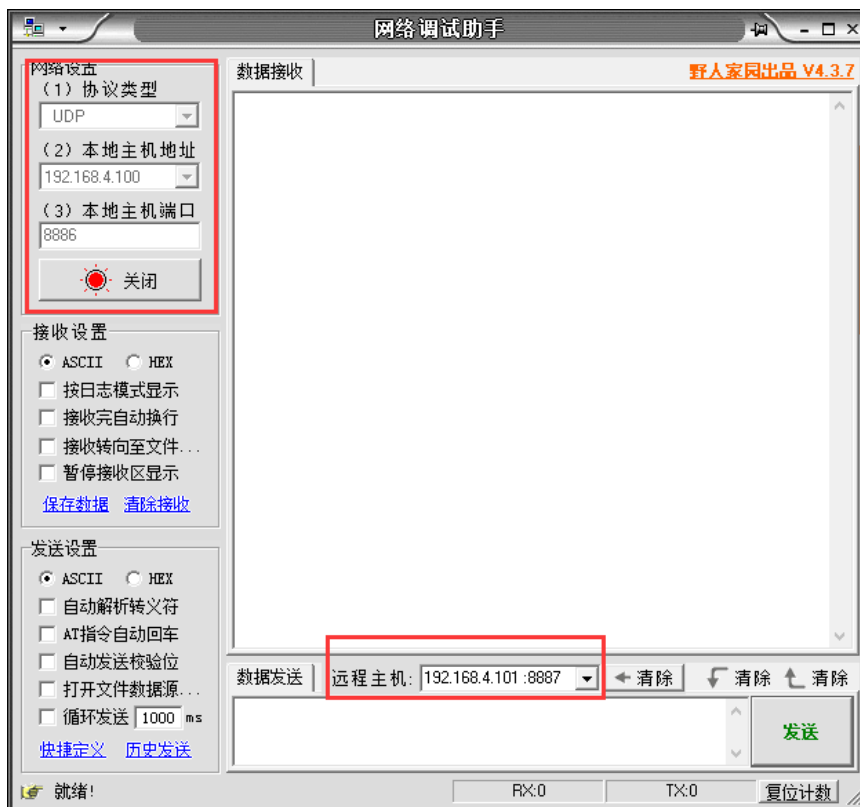 网络调试助手
网络设置
(1) 协议类型
UDP
(2) 本地主机地址
192.168.4.100
(3) 本地主机端口
8886
关闭
接收设置
ASCII HEX
按日志模式显示
接收完自动换行
接收转向至文件...
暂停接收区显示
保存数据 清除接收
发送设置
ASCII HEX
自动解析转义符
AT指令自动回车
自动发送校验位
打开文件数据源...
循环发送 1000 ms
快捷定义 历史发送
数据接收 野人家园出品 V4.3.7
数据发送 远程主机: 192.168.4.101 :8887 清除 清除 清除
发送
就绪! RX:0 TX:0 复位计数